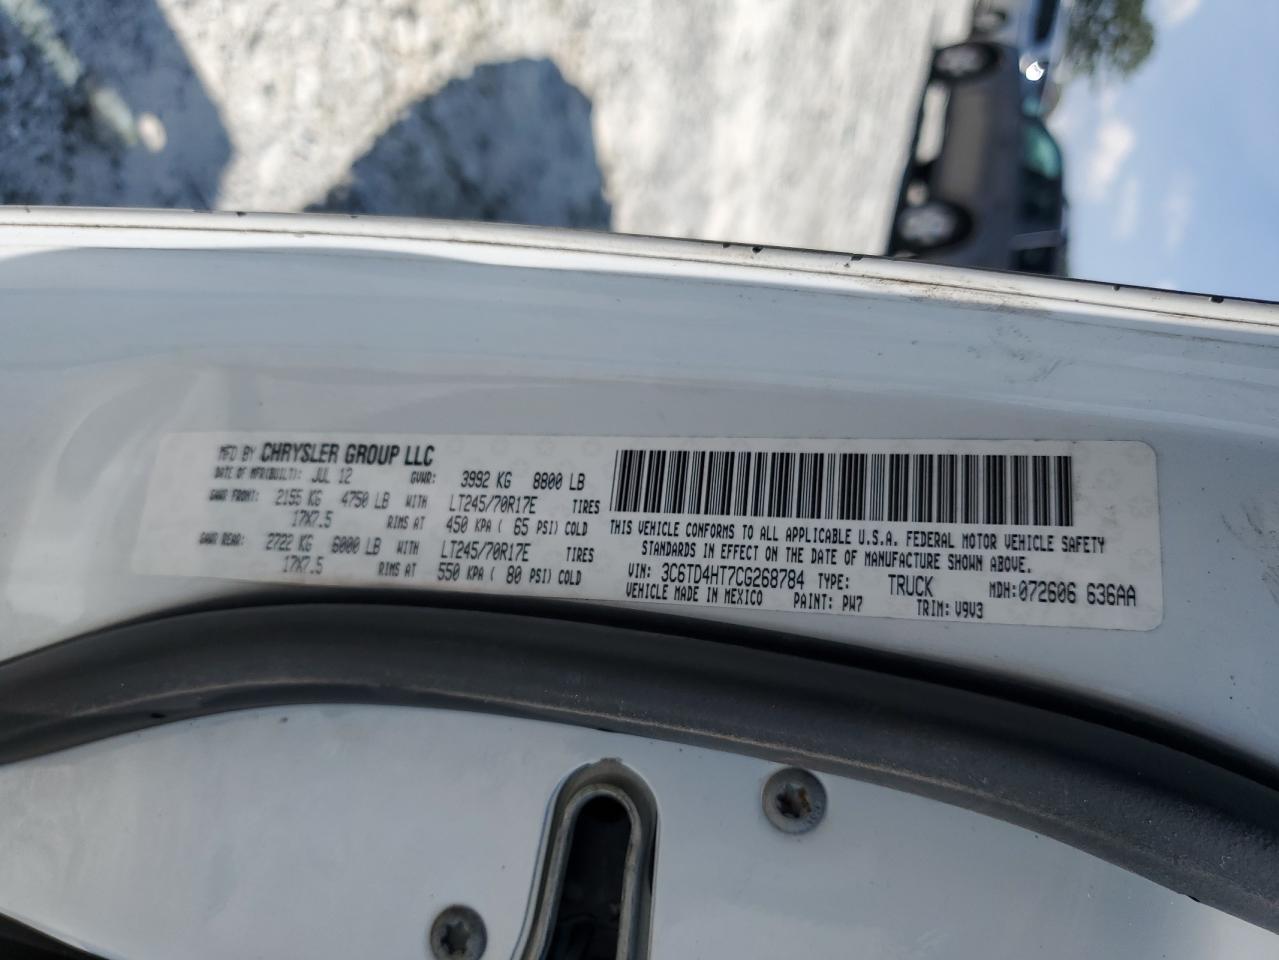 MFD BY CHRYSLER GROUP LLC
DATE OF MFR(BUILT): JUL 12 GVWR: 3992 KG 8800 LB
GAWR FRONT: 2155 KG 4750 LB WITH LT245/70R17E TIRES
17X7.5 RIMS AT 450 KPA ( 65 PSI) COLD
GAWR REAR: 2722 KG 6000 LB WITH LT245/70R17E TIRES
17X7.5 RIMS AT 550 KPA ( 80 PSI) COLD
THIS VEHICLE CONFORMS TO ALL APPLICABLE U.S.A. FEDERAL MOTOR VEHICLE SAFETY
STANDARDS IN EFFECT ON THE DATE OF MANUFACTURE SHOWN ABOVE.
VIN: 3C6TD4HT7CG268784 TYPE: TRUCK MDH: 072606 636AA
VEHICLE MADE IN MEXICO PAINT: PW7 TRIM: V9V3